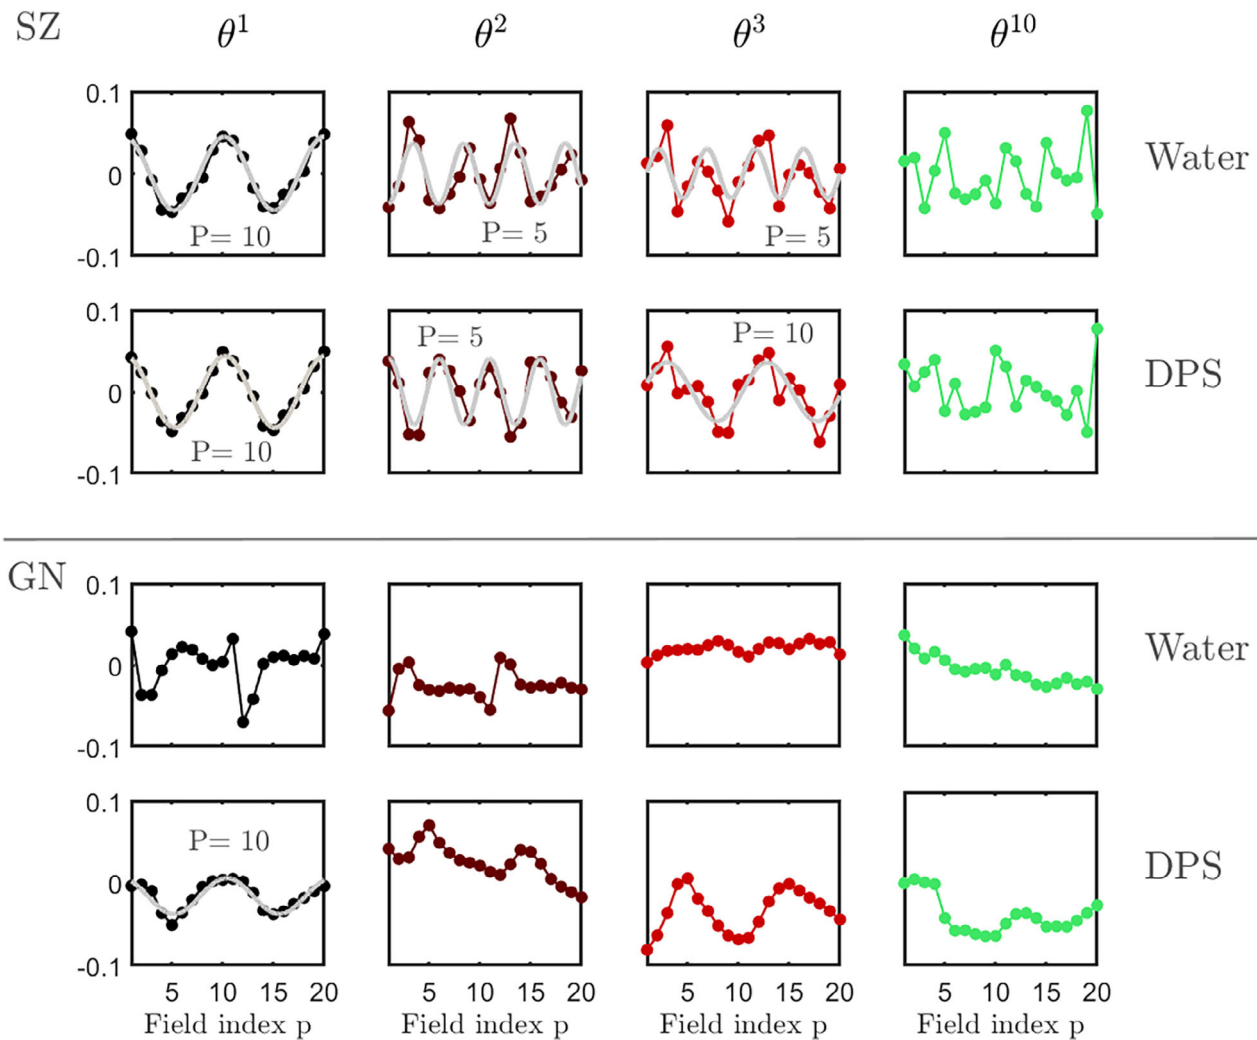 SZ θ¹ θ² θ³ θ¹⁰
0.1
0
-0.1
P= 10
P= 5
P= 5
Water
0.1
0
-0.1
P= 10
P= 5
P= 10
DPS
GN
0.1
0
-0.1
Water
0.1
0
-0.1
P= 10
DPS
5 10 15 20 5 10 15 20 5 10 15 20 5 10 15 20
Field index p Field index p Field index p Field index p